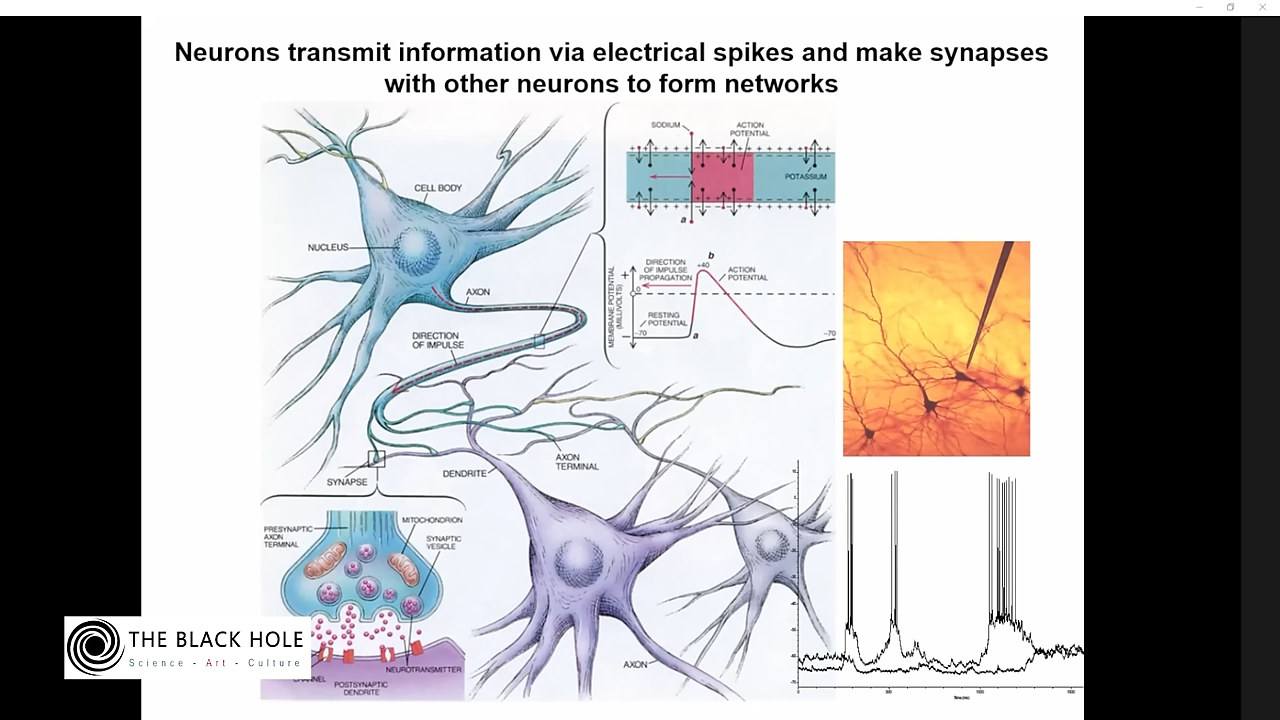 Neurons transmit information via electrical spikes and make synapses
with other neurons to form networks
SODIUM
ACTION
POTENTIAL
POTASSIUM
a
CELL BODY
NUCLEUS
AXON
DIRECTION
OF IMPULSE
MEMBRANE POTENTIAL
(MILLIVOLTS)
+
0
DIRECTION
OF IMPULSE
PROPAGATION
b
+40
ACTION
POTENTIAL
RESTING
POTENTIAL
-70
a
-70
AXON
TERMINAL
DENDRITE
SYNAPSE
PRESYNAPTIC
AXON
TERMINAL
MITOCHONDRION
SYNAPTIC
VESICLE
NEUROTRANSMITTER
POSTSYNAPTIC
DENDRITE
AXON
THE BLACK HOLE
Science - Art - Culture